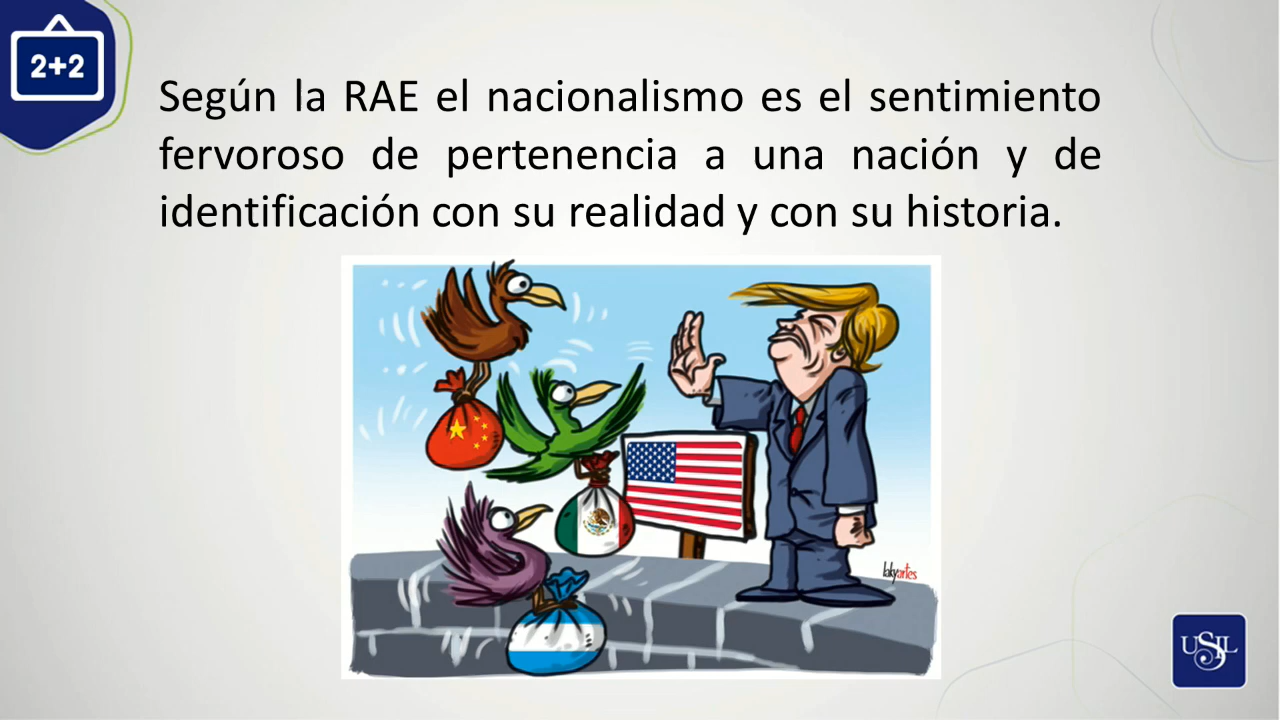 2+2
Según la RAE el nacionalismo es el sentimiento
fervoroso de pertenencia a una nación y de
identificación con su realidad y con su historia.
lakyartes
USIL